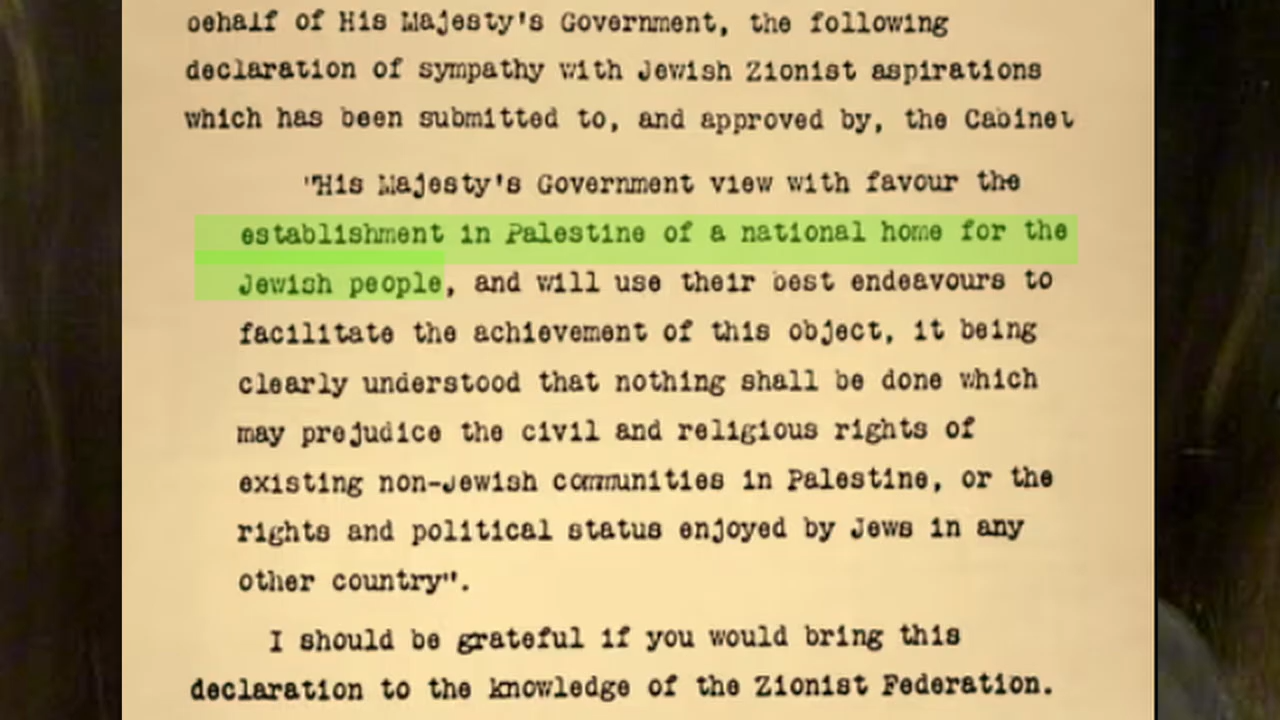 behalf of His Majesty's Government, the following
declaration of sympathy with Jewish Zionist aspirations
which has been submitted to, and approved by, the Cabinet
"His Majesty's Government view with favour the
establishment in Palestine of a national home for the
Jewish people, and will use their best endeavours to
facilitate the achievement of this object, it being
clearly understood that nothing shall be done which
may prejudice the civil and religious rights of
existing non-Jewish communities in Palestine, or the
rights and political status enjoyed by Jews in any
other country".
I should be grateful if you would bring this
declaration to the knowledge of the Zionist Federation.